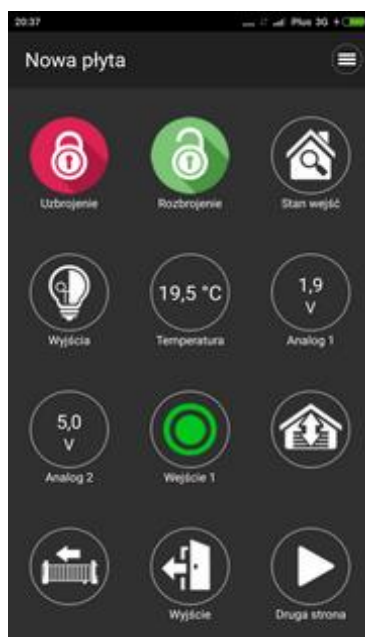 20:37
Plus 3G
Nowa płyta
Uzbrojenie
Rozbrojenie
Stan wejść
Wyjścia
19,5 °C
Temperatura
1,9
V
Analog 1
5,0
V
Analog 2
Wejście 1
Wyjście
Druga strona